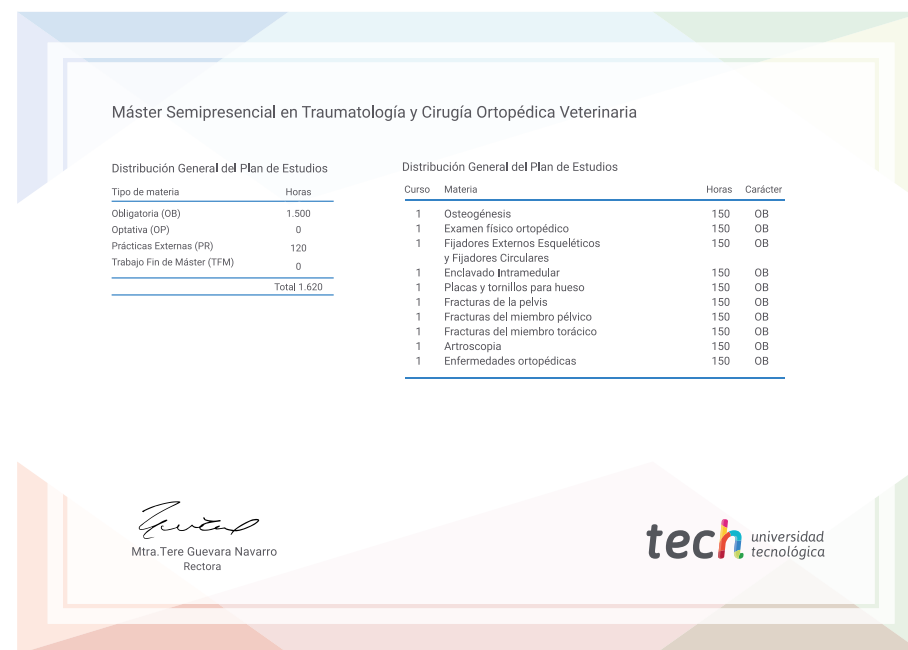 Máster Semipresencial en Traumatología y Cirugía Ortopédica Veterinaria
Distribución General del Plan de Estudios
Tipo de materia Horas
Obligatoria (OB) 1.500
Optativa (OP) 0
Prácticas Externas (PR) 120
Trabajo Fin de Máster (TFM) 0
Total 1.620
Distribución General del Plan de Estudios
Curso Materia Horas Carácter
1 Osteogénesis 150 OB
1 Examen físico ortopédico 150 OB
1 Fijadores Externos Esqueléticos 150 OB
y Fijadores Circulares
1 Enclavado Intramedular 150 OB
1 Placas y tornillos para hueso 150 OB
1 Fracturas de la pelvis 150 OB
1 Fracturas del miembro pélvico 150 OB
1 Fracturas del miembro torácico 150 OB
1 Artroscopia 150 OB
1 Enfermedades ortopédicas 150 OB
Mtra.Tere Guevara Navarro
Rectora
tech universidad
tecnológica